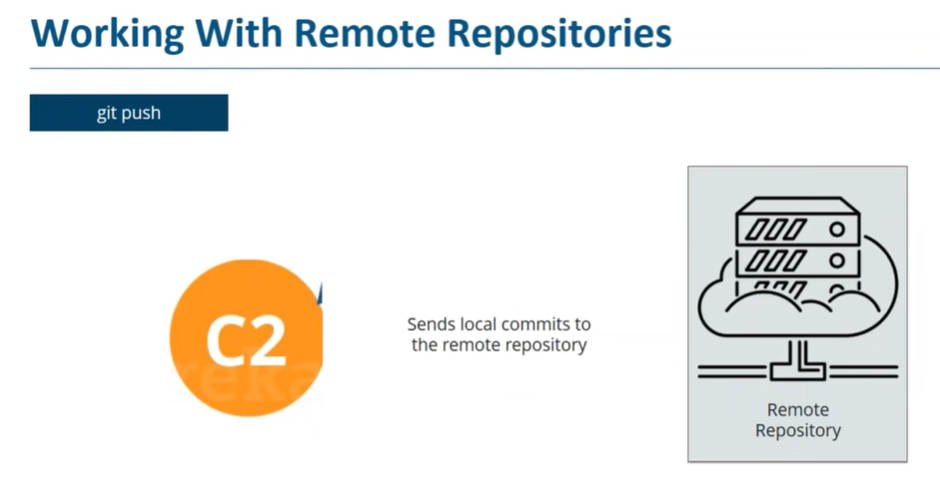 Working With Remote Repositories
git push
C2
Sends local commits to
the remote repository
Remote
Repository